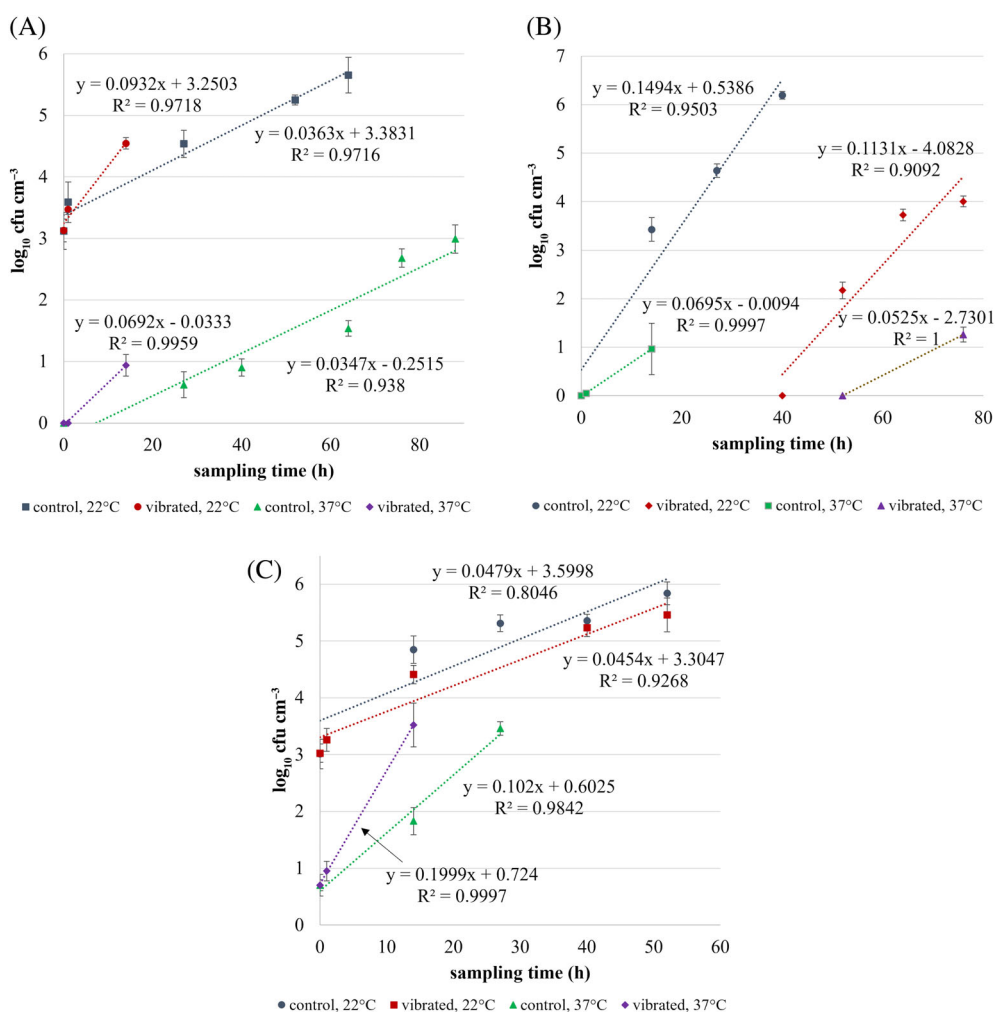 (A)
6
5
4
3
2
1
0
log₁₀ cfu cm⁻³
y = 0.0932x + 3.2503
R² = 0.9718
y = 0.0363x + 3.3831
R² = 0.9716
y = 0.0692x - 0.0333
R² = 0.9959
y = 0.0347x - 0.2515
R² = 0.938
0 20 40 60 80
sampling time (h)
control, 22°C vibrated, 22°C control, 37°C vibrated, 37°C
(B)
7
6
5
4
3
2
1
0
log₁₀ cfu cm⁻³
y = 0.1494x + 0.5386
R² = 0.9503
y = 0.1131x - 4.0828
R² = 0.9092
y = 0.0695x - 0.0094
R² = 0.9997
y = 0.0525x - 2.7301
R² = 1
0 20 40 60 80
sampling time (h)
control, 22°C vibrated, 22°C control, 37°C vibrated, 37°C
(C)
6
5
4
3
2
1
0
log₁₀ cfu cm⁻³
y = 0.0479x + 3.5998
R² = 0.8046
y = 0.0454x + 3.3047
R² = 0.9268
y = 0.102x + 0.6025
R² = 0.9842
y = 0.1999x + 0.724
R² = 0.9997
0 10 20 30 40 50 60
sampling time (h)
control, 22°C vibrated, 22°C control, 37°C vibrated, 37°C